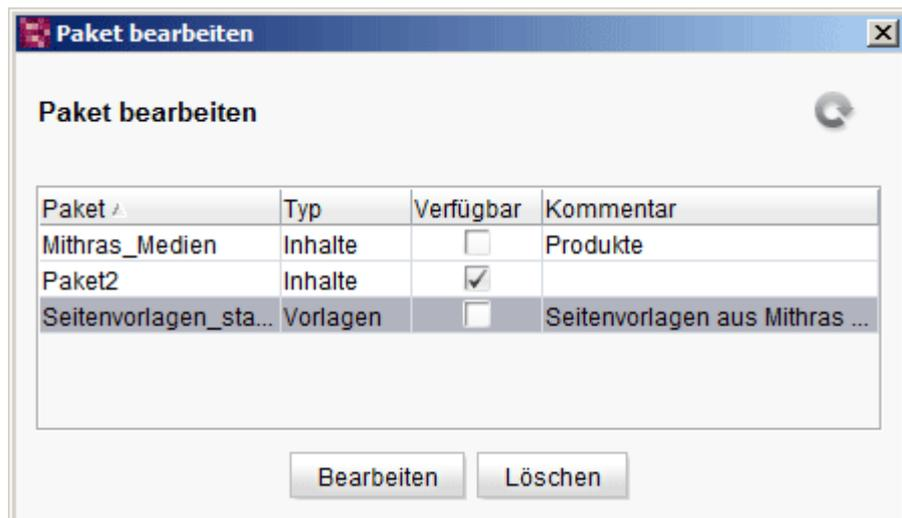 Paket bearbeiten
Paket bearbeiten
Paket Typ Verfügbar Kommentar
Mithras_Medien Inhalte Produkte
Paket2 Inhalte
Seitenvorlagen_sta... Vorlagen Seitenvorlagen aus Mithras ...
Bearbeiten Löschen